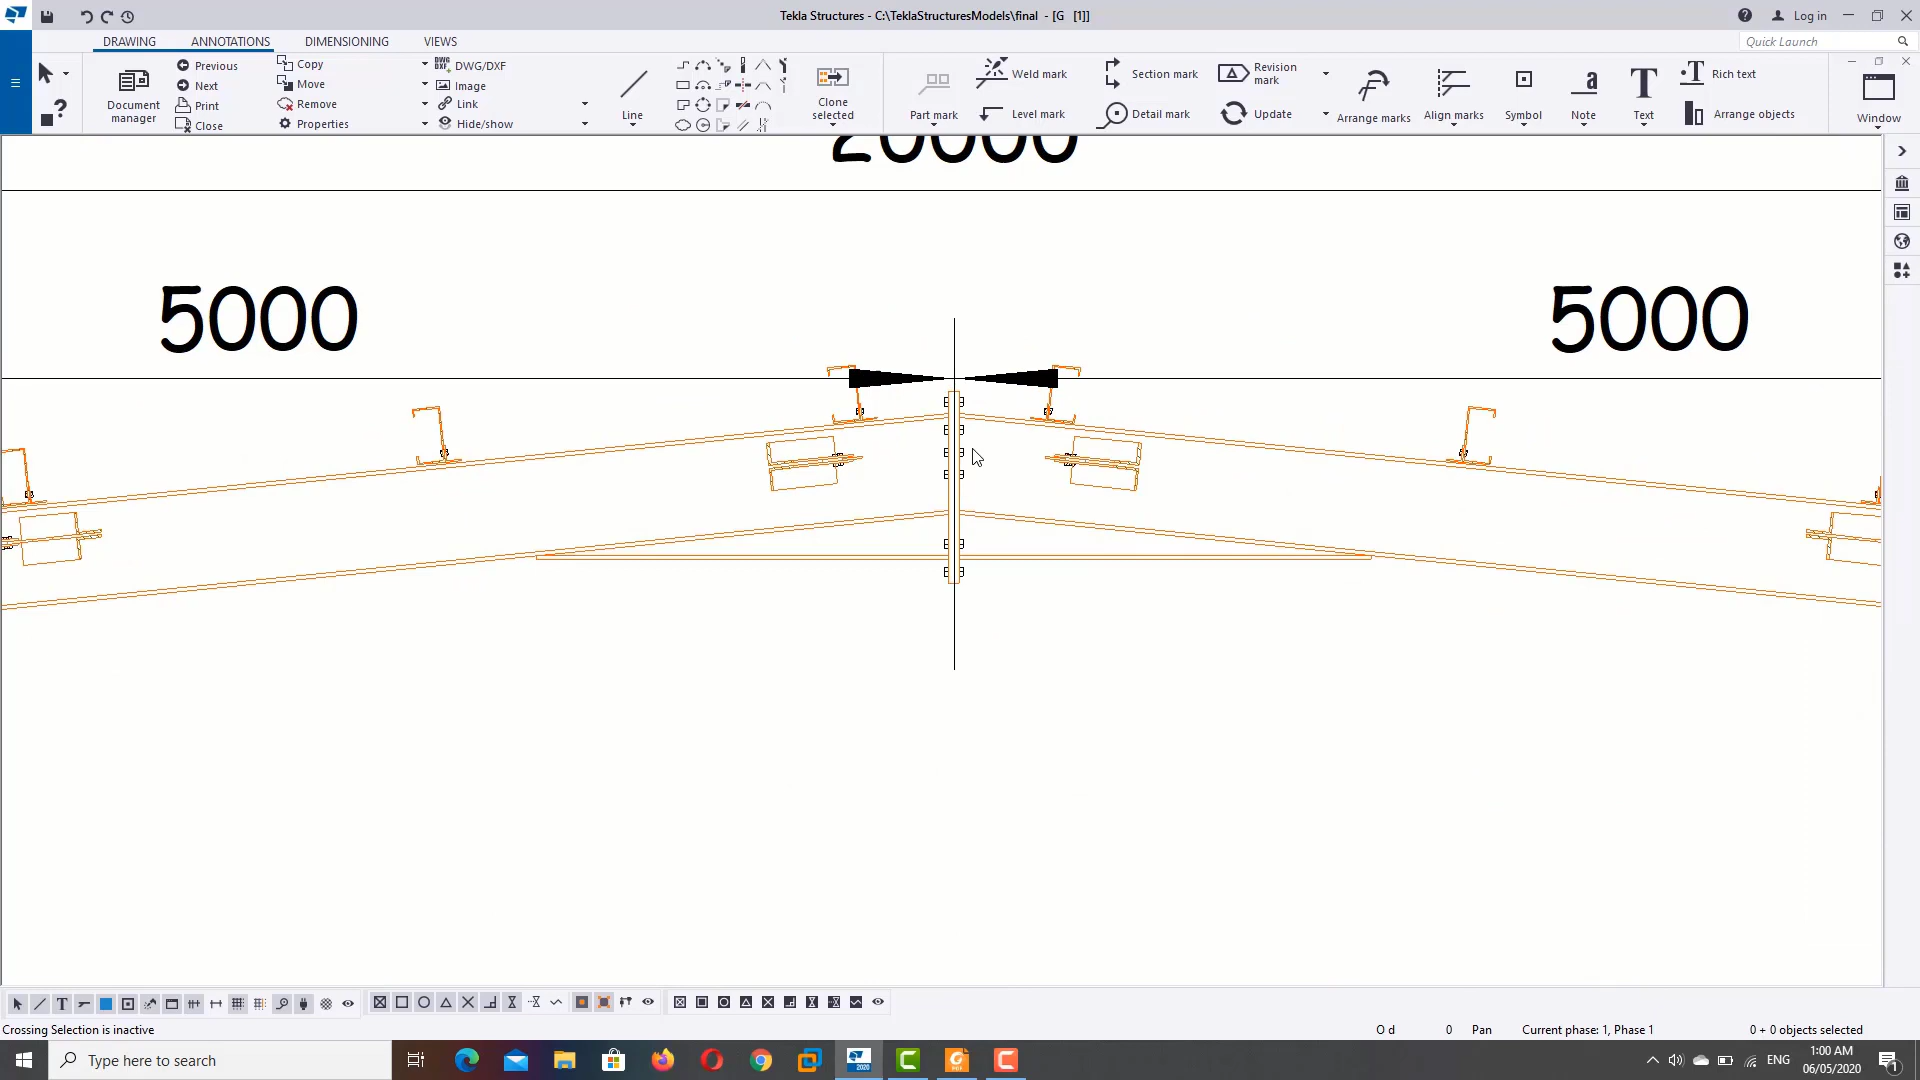 Tekla Structures - C:\TeklaStructuresModels\final  - [G   [1]]
Log in
DRAWING
ANNOTATIONS
DIMENSIONING
VIEWS
Quick Launch
Document manager
Previous
Next
Print
Close
Copy
Move
Remove
Properties
DWG/DXF
Image
Link
Hide/show
Line
Clone selected
Part mark
Weld mark
Level mark
Section mark
Detail mark
Revision mark
Update
Arrange marks
Align marks
Symbol
Note
Text
Rich text
Arrange objects
Window
20000
5000
5000
Crossing Selection is inactive
O d
0
Pan
Current phase: 1, Phase 1
0 + 0 objects selected
Type here to search
2020
ENG
1:00 AM
06/05/2020
1